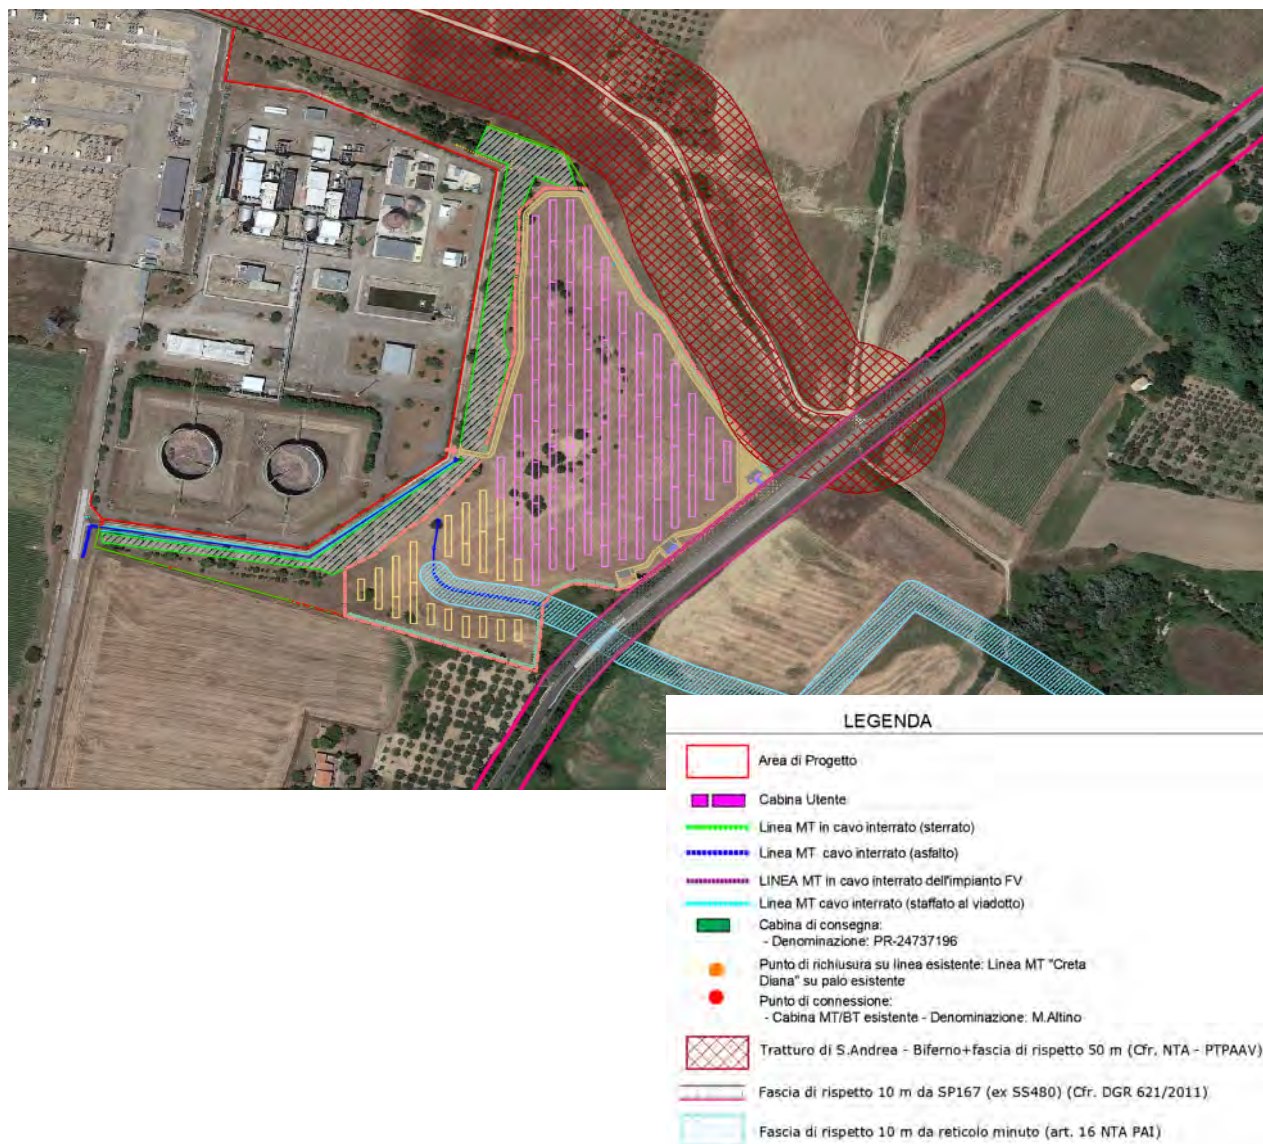 LEGENDA
Area di Progetto
Cabina Utente
Linea MT in cavo interrato (sterrato)
Linea MT cavo interrato (asfalto)
LINEA MT in cavo interrato dell'impianto FV
Linea MT cavo interrato (staffato al viadotto)
Cabina di consegna:
- Denominazione: PR-24737196
Punto di richiusura su linea esistente: Linea MT "Creta
Diana" su palo esistente
Punto di connessione:
- Cabina MT/BT esistente - Denominazione: M.Altino
Tratturo di S.Andrea - Biferno+fascia di rispetto 50 m (Cfr. NTA - PTPAAV)
Fascia di rispetto 10 m da SP167 (ex SS480) (Cfr. DGR 621/2011)
Fascia di rispetto 10 m da reticolo minuto (art. 16 NTA PAI)